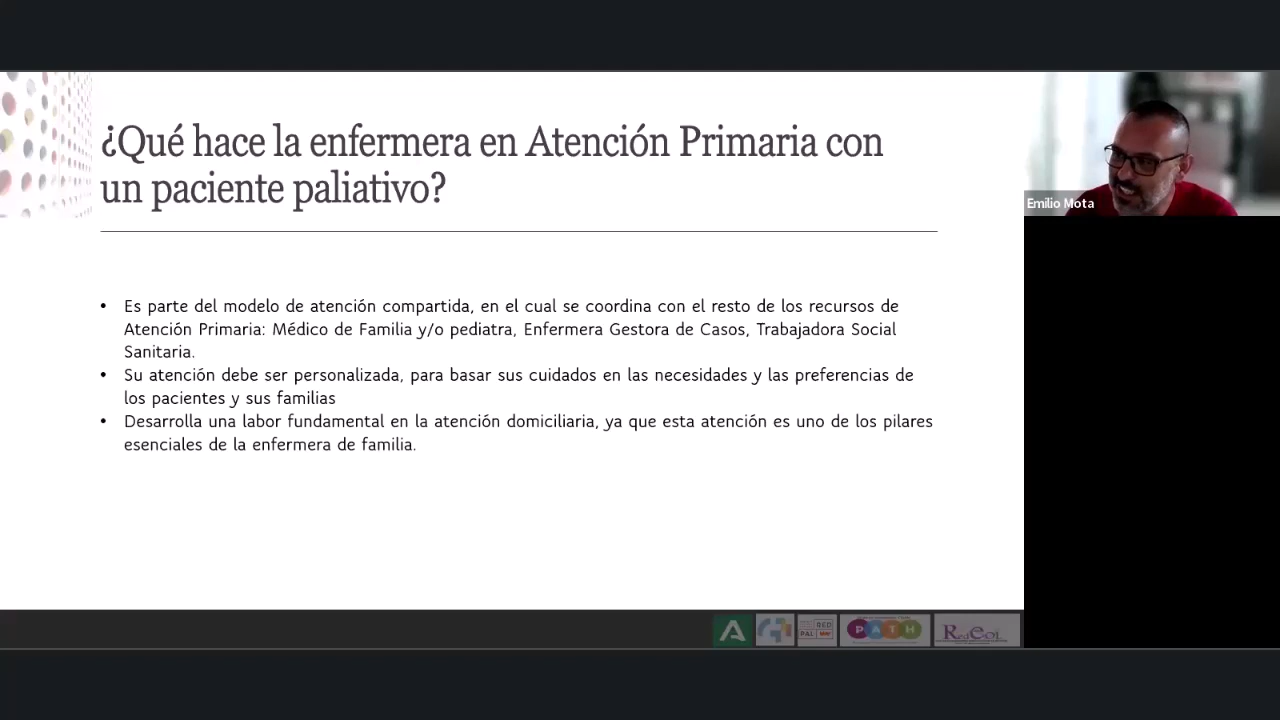 ¿Qué hace la enfermera en Atención Primaria con
un paciente paliativo?
• Es parte del modelo de atención compartida, en el cual se coordina con el resto de los recursos de
Atención Primaria: Médico de Familia y/o pediatra, Enfermera Gestora de Casos, Trabajadora Social
Sanitaria.
• Su atención debe ser personalizada, para basar sus cuidados en las necesidades y las preferencias de
los pacientes y sus familias
• Desarrolla una labor fundamental en la atención domiciliaria, ya que esta atención es uno de los pilares
esenciales de la enfermera de familia.
Emilio Mota
RED
PAL
PATH
RedEci